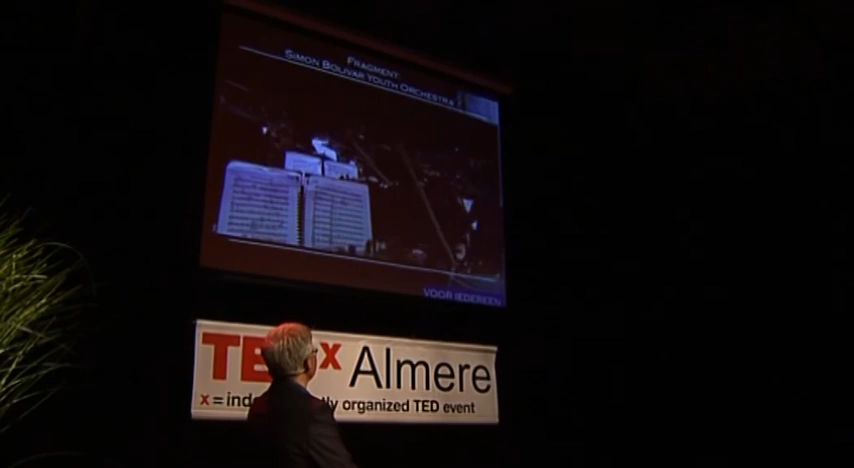 FRAGMENT:
SIMON BOLIVAR YOUTH ORCHESTRA
VOOR IEDEREEN
TEDx Almere
x = independently organized TED event